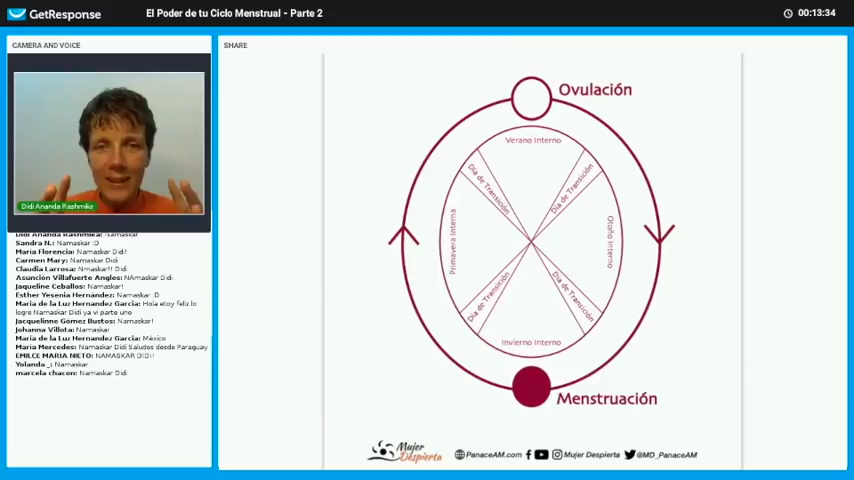 GetResponse
El Poder de tu Ciclo Menstrual - Parte 2
00:13:34
CAMERA AND VOICE
Didi Ananda Rashmika
Didi Ananda Rashmika: Namaskar
Sandra N.: Namaskar :D
Maria Florencia: Namaskar Didi!
Carmen Mary: Namaskar Didi
Claudia Larrosa: Nmaskar!! Didi
Asunción Villafuerte Angles: NAmaskar Didi
Jaqueline Ceballos: Namaskar!
Esther Yesenia Hernández: Namaskar :D
Maria de la Luz Hernandez Garcia: Hola etoy feliz lo
logre Namaskar Didi ya vi parte uno
Jacquelinne Gómez Bustos: Namaskar!
Johanna Villota: Namaskar
Maria de la Luz Hernandez Garcia: México
Maria Mercedes: Namaskar Didi Saludos desde Paraguay
EMILCE MARIA NIETO: NAMASKAR DIDI!
Yolanda _: Namaskar
marcela chacon: Namaskar Didi
SHARE
Ovulación
Verano Interno
Día de Transición
Día de Transición
Primavera Interna
Otoño Interno
Día de Transición
Día de Transición
Invierno Interno
Menstruación
Mujer
Despierta
PanaceAM.com
Mujer Despierta
@MD_PanaceAM